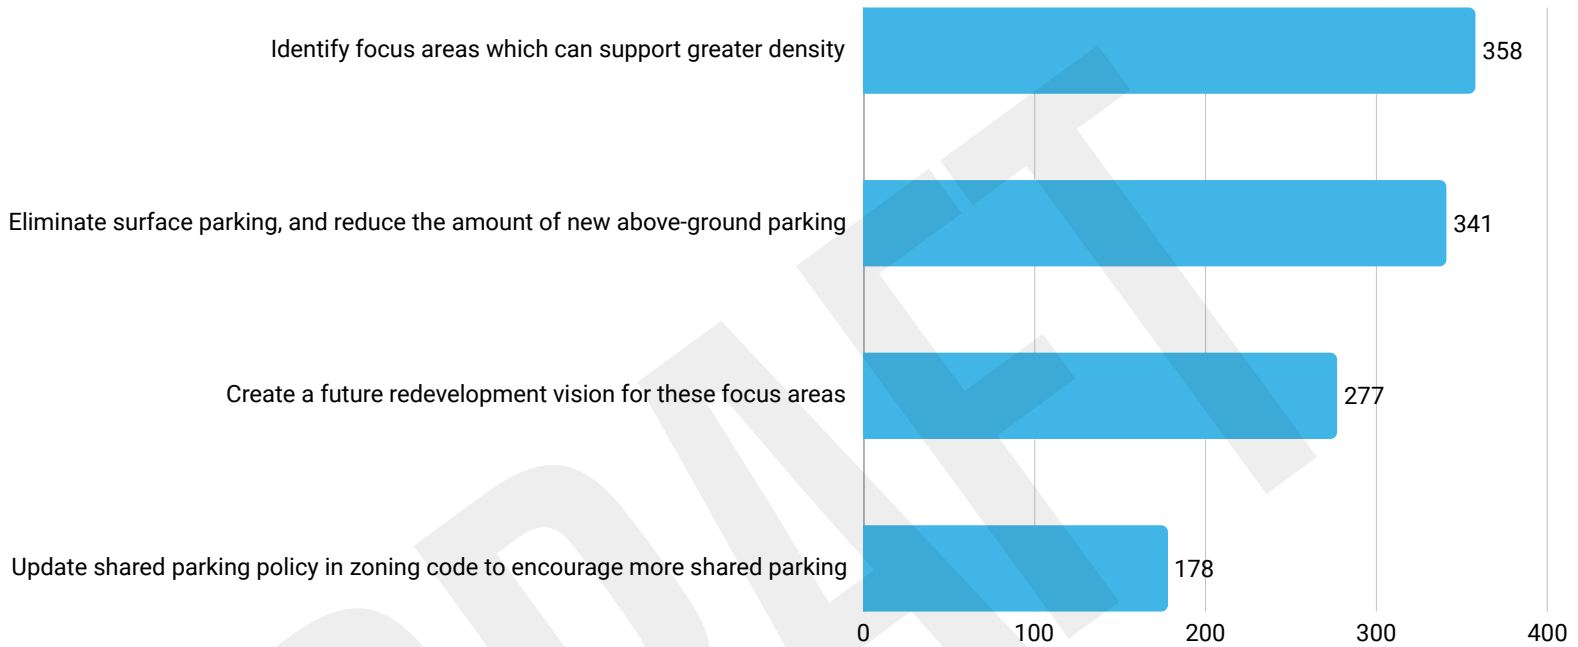 Identify focus areas which can support greater density 358
Eliminate surface parking, and reduce the amount of new above-ground parking 341
Create a future redevelopment vision for these focus areas 277
Update shared parking policy in zoning code to encourage more shared parking 178
0 100 200 300 400
DRAFT